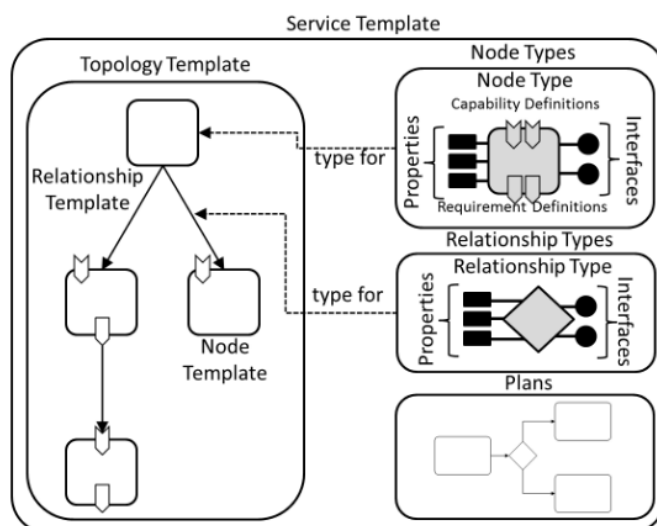 Service Template
Topology Template
Relationship
Template
Node
Template
type for
type for
Node Types
Node Type
Capability Definitions
Properties
Interfaces
Requirement Definitions
Relationship Types
Relationship Type
Properties
Interfaces
Plans